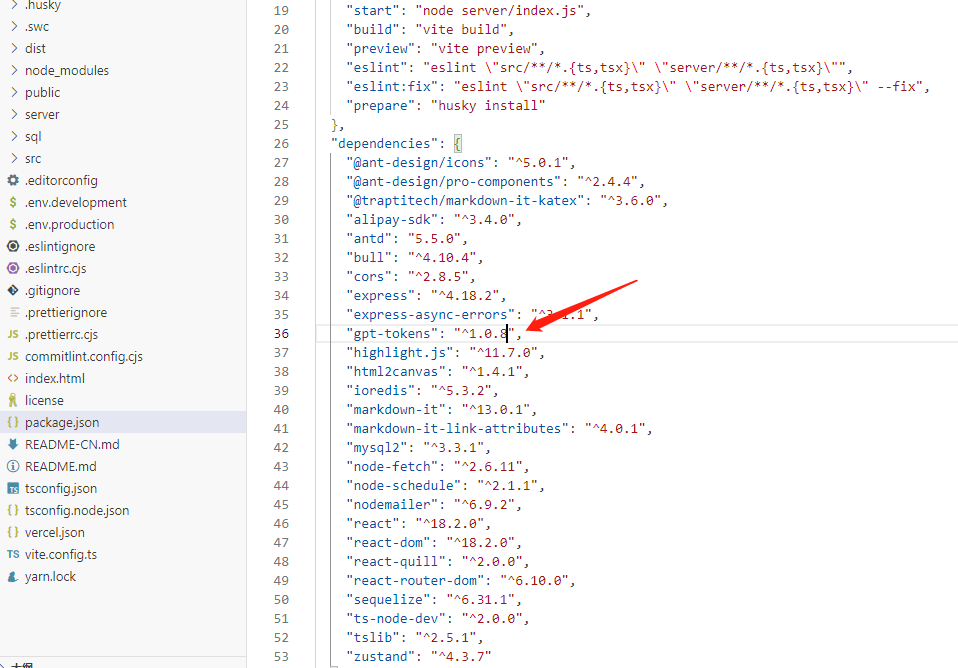 .husky
.swc
dist
node_modules
public
server
sql
src
.editorconfig
$ .env.development
$ .env.production
.eslintignore
.eslintrc.cjs
.gitignore
.prettierignore
JS .prettierrc.cjs
JS commitlint.config.cjs
<> index.html
license
{} package.json
README-CN.md
README.md
TS tsconfig.json
{} tsconfig.node.json
{} vercel.json
TS vite.config.ts
yarn.lock
19 "start": "node server/index.js",
20 "build": "vite build",
21 "preview": "vite preview",
22 "eslint": "eslint \"src/**/*.{ts,tsx}\" \"server/**/*.{ts,tsx}\"",
23 "eslint:fix": "eslint \"src/**/*.{ts,tsx}\" \"server/**/*.{ts,tsx}\" --fix",
24 "prepare": "husky install"
25 },
26 "dependencies": {
27 "@ant-design/icons": "^5.0.1",
28 "@ant-design/pro-components": "^2.4.4",
29 "@traptitech/markdown-it-katex": "^3.6.0",
30 "alipay-sdk": "^3.4.0",
31 "antd": "5.5.0",
32 "bull": "^4.10.4",
33 "cors": "^2.8.5",
34 "express": "^4.18.2",
35 "express-async-errors": "^3.1.1",
36 "gpt-tokens": "^1.0.8",
37 "highlight.js": "^11.7.0",
38 "html2canvas": "^1.4.1",
39 "ioredis": "^5.3.2",
40 "markdown-it": "^13.0.1",
41 "markdown-it-link-attributes": "^4.0.1",
42 "mysql2": "^3.3.1",
43 "node-fetch": "^2.6.11",
44 "node-schedule": "^2.1.1",
45 "nodemailer": "^6.9.2",
46 "react": "^18.2.0",
47 "react-dom": "^18.2.0",
48 "react-quill": "^2.0.0",
49 "react-router-dom": "^6.10.0",
50 "sequelize": "^6.31.1",
51 "ts-node-dev": "^2.0.0",
52 "tslib": "^2.5.1",
53 "zustand": "^4.3.7"